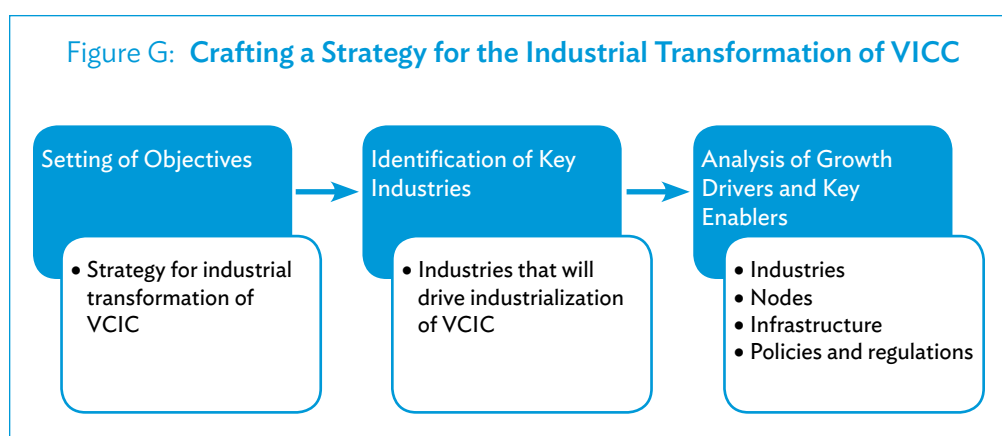 Figure G: Crafting a Strategy for the Industrial Transformation of VICC
Setting of Objectives
• Strategy for industrial
transformation of
VCIC
Identification of Key
Industries
• Industries that will
drive industrialization
of VCIC
Analysis of Growth
Drivers and Key
Enablers
• Industries
• Nodes
• Infrastructure
• Policies and regulations